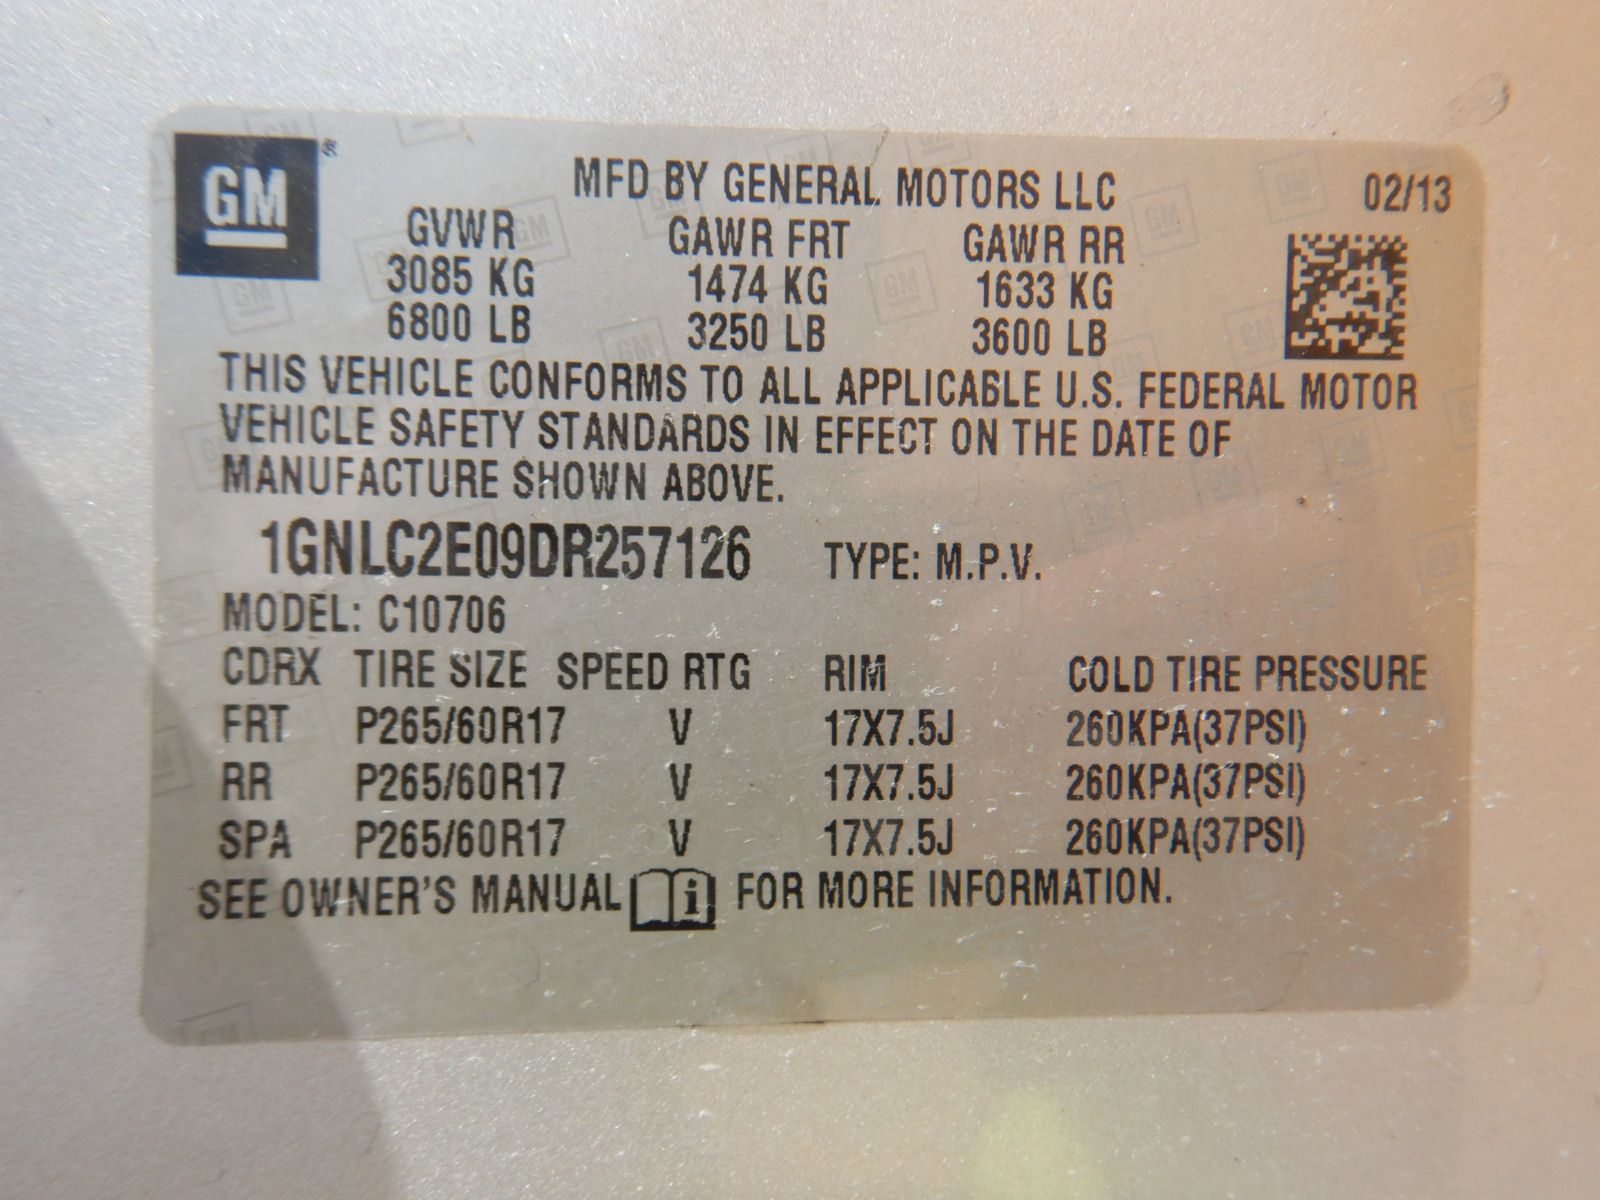 GM®
MFD BY GENERAL MOTORS LLC 02/13
GVWR GAWR FRT GAWR RR
3085 KG 1474 KG 1633 KG
6800 LB 3250 LB 3600 LB
THIS VEHICLE CONFORMS TO ALL APPLICABLE U.S. FEDERAL MOTOR
VEHICLE SAFETY STANDARDS IN EFFECT ON THE DATE OF
MANUFACTURE SHOWN ABOVE.
1GNLC2E09DR257126 TYPE: M.P.V.
MODEL: C10706
CDRX TIRE SIZE SPEED RTG RIM COLD TIRE PRESSURE
FRT P265/60R17 V 17X7.5J 260KPA(37PSI)
RR P265/60R17 V 17X7.5J 260KPA(37PSI)
SPA P265/60R17 V 17X7.5J 260KPA(37PSI)
SEE OWNER'S MANUAL i FOR MORE INFORMATION.